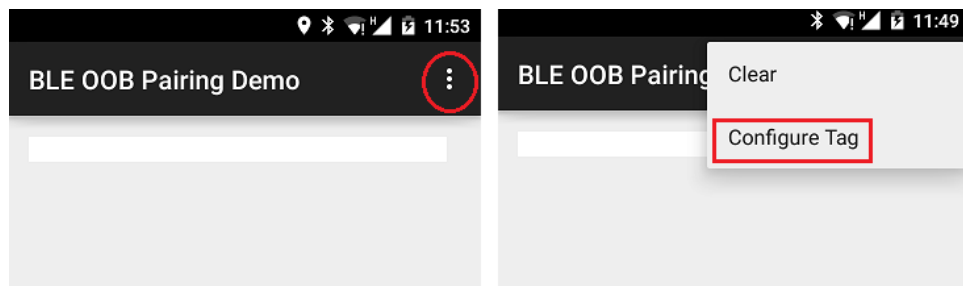 H 11:53
BLE OOB Pairing Demo
H 11:49
BLE OOB Pairing
Clear
Configure Tag